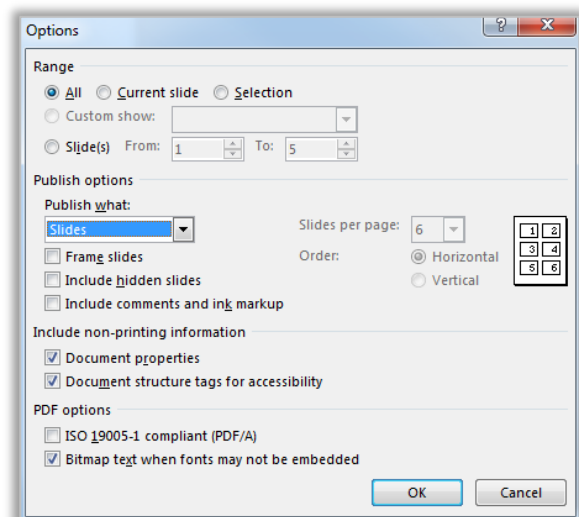 Options
Range
All Current slide Selection
Custom show:
Slide(s) From: 1 To: 5
Publish options
Publish what:
Slides Slides per page: 6
Frame slides Order: Horizontal
Include hidden slides Vertical
Include comments and ink markup
1 2
3 4
5 6
Include non-printing information
Document properties
Document structure tags for accessibility
PDF options
ISO 19005-1 compliant (PDF/A)
Bitmap text when fonts may not be embedded
OK Cancel